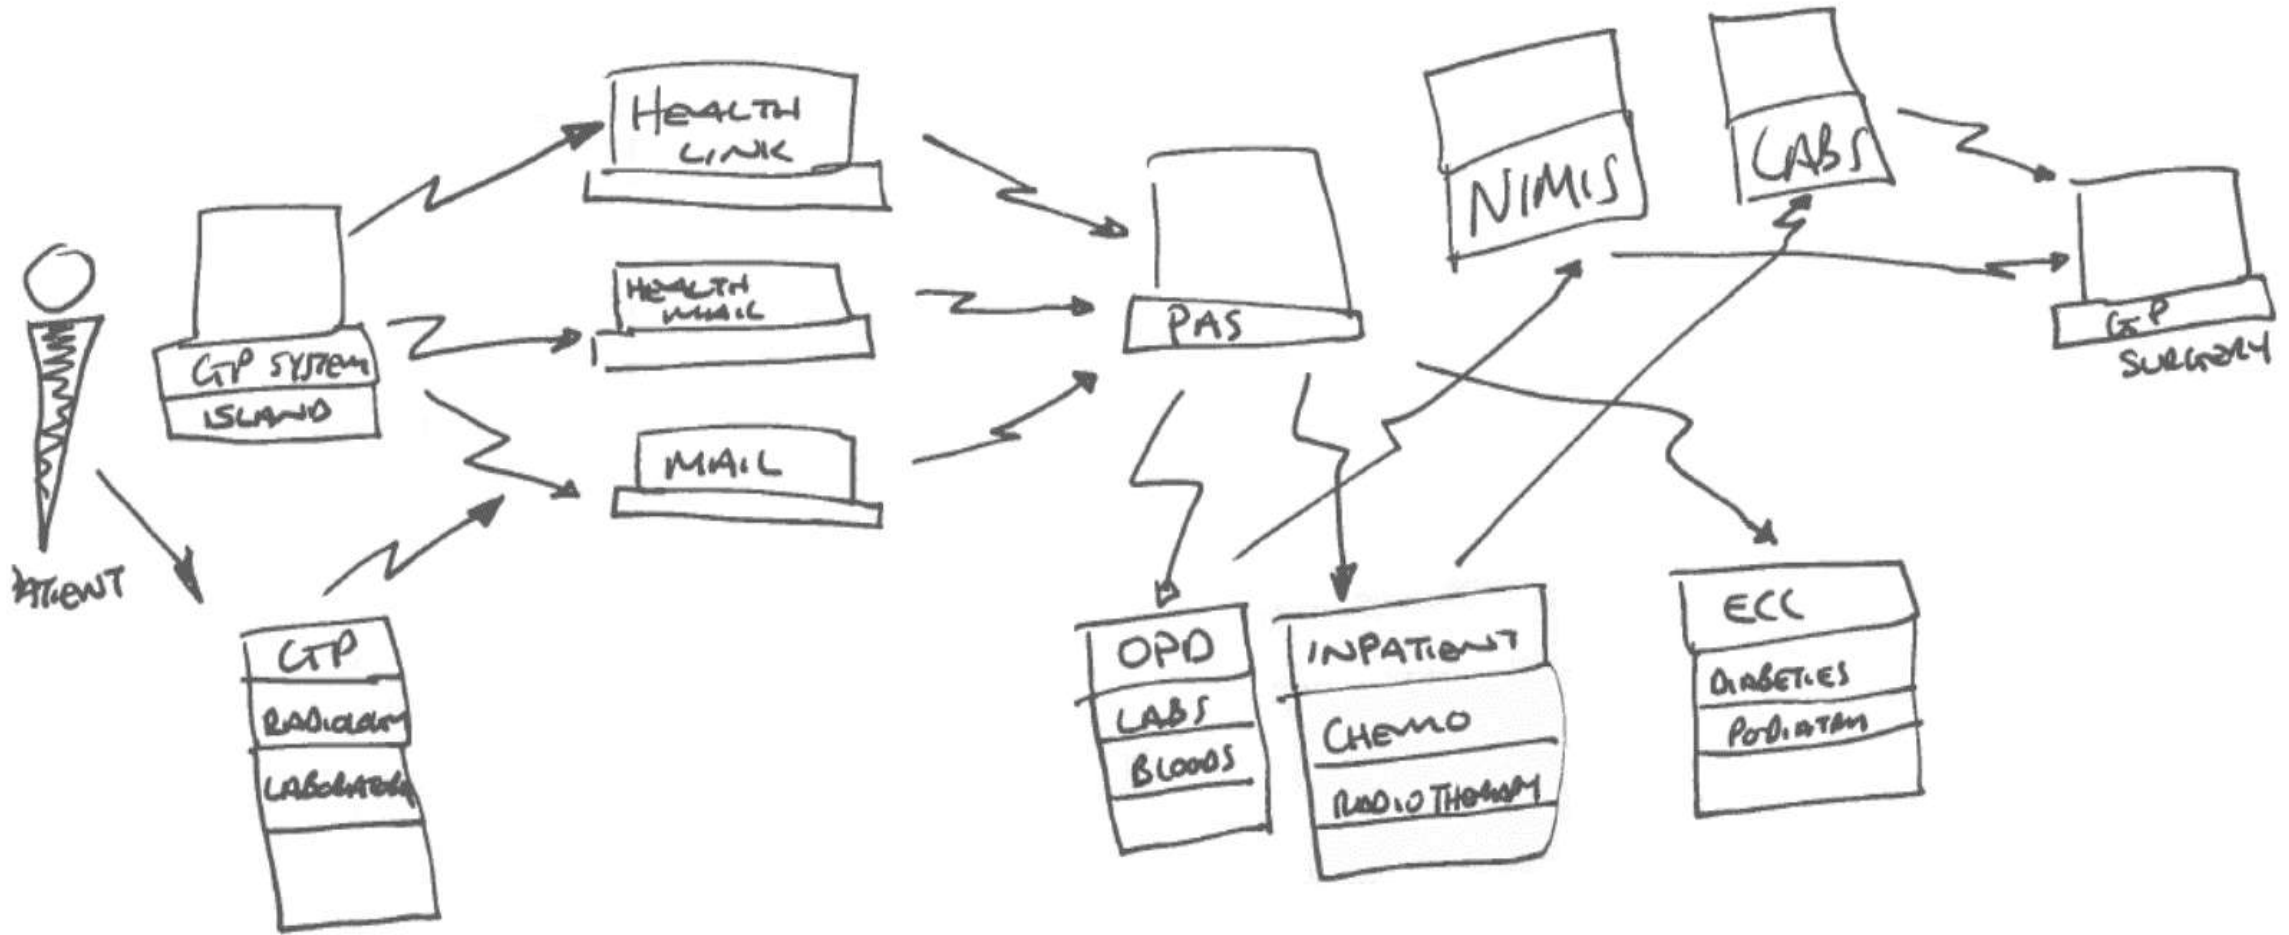 HEALTH
LINK
HEALTH
MAIL
MAIL
GP SYSTEM
ISLAND
PATIENT
GP
RADIOLOGY
LABORATORY
PAS
NIMIS
LABS
GP
SURGERY
OPD
LABS
BLOODS
INPATIENT
CHEMO
RADIOTHERAPY
ECC
DIABETIES
PODIATRY